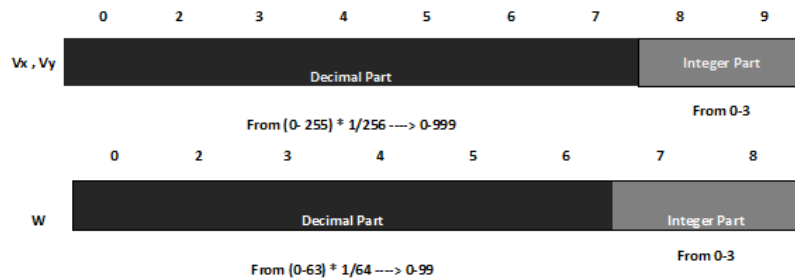 0 2 3 4 5 6 7 8 9
Vx , Vy Decimal Part Integer Part
From (0- 255) * 1/256 ----> 0-999 From 0-3
0 2 3 4 5 6 7 8
W Decimal Part Integer Part
From (0-63) * 1/64 ----> 0-99 From 0-3